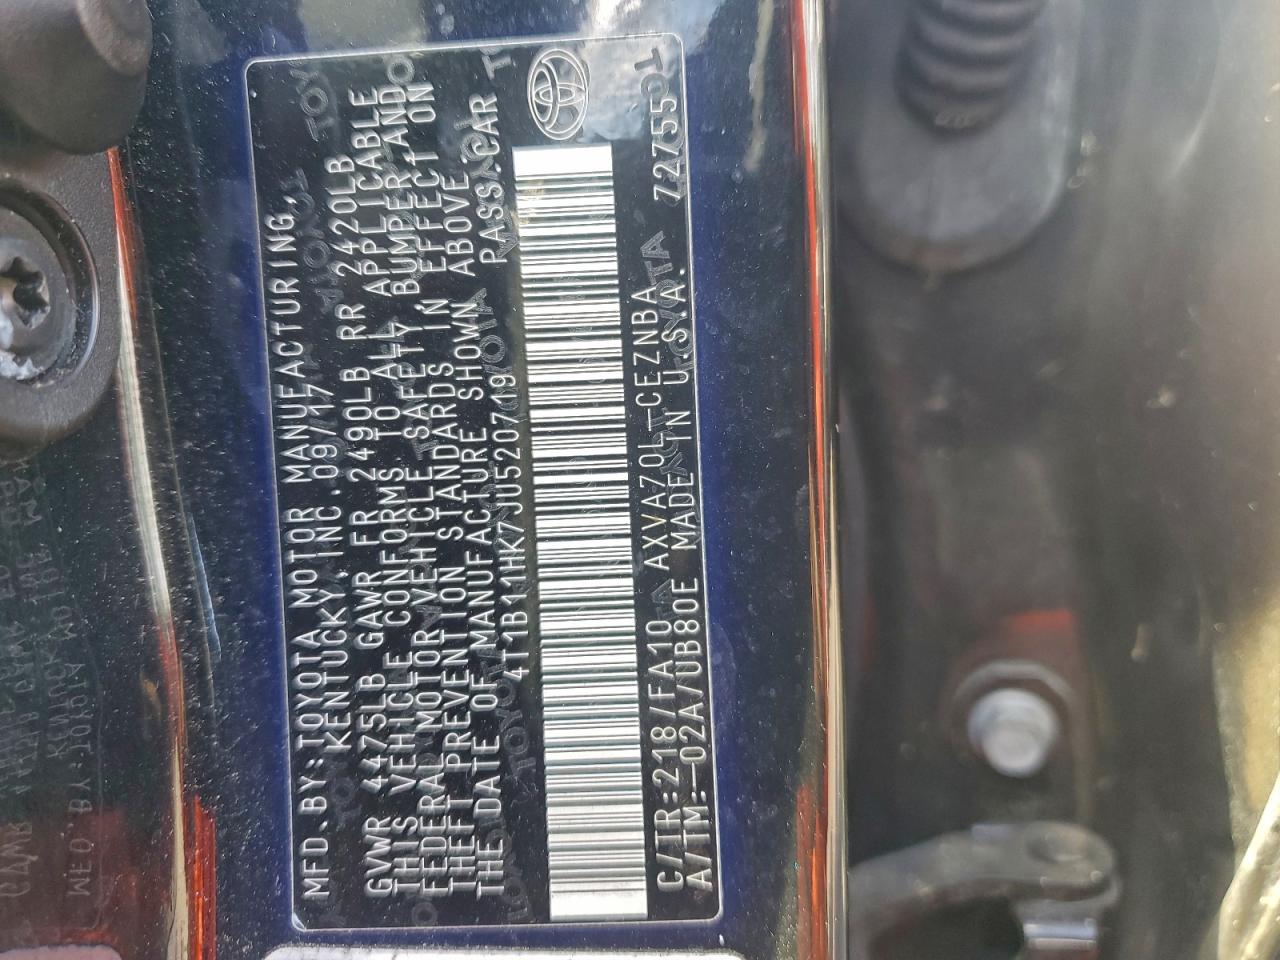 MFD.BY:TOYOTA MOTOR MANUFACTURING,
KENTUCKY, INC. 09/17
GVWR 4475LB GAWR FR 2490LB RR 2420LB
THIS VEHICLE CONFORMS TO ALL APPLICABLE
FEDERAL MOTOR VEHICLE SAFETY, BUMPER, AND
THEFT PREVENTION STANDARDS IN EFFECT ON
THE DATE OF MANUFACTURE SHOWN ABOVE.
4T1B11HK7JU520719 PASS.CAR
C/TR:218/FA10 AXVA70L-CEZNBA 72755
A/TM:-02A/UB80E MADE IN U.S.A.